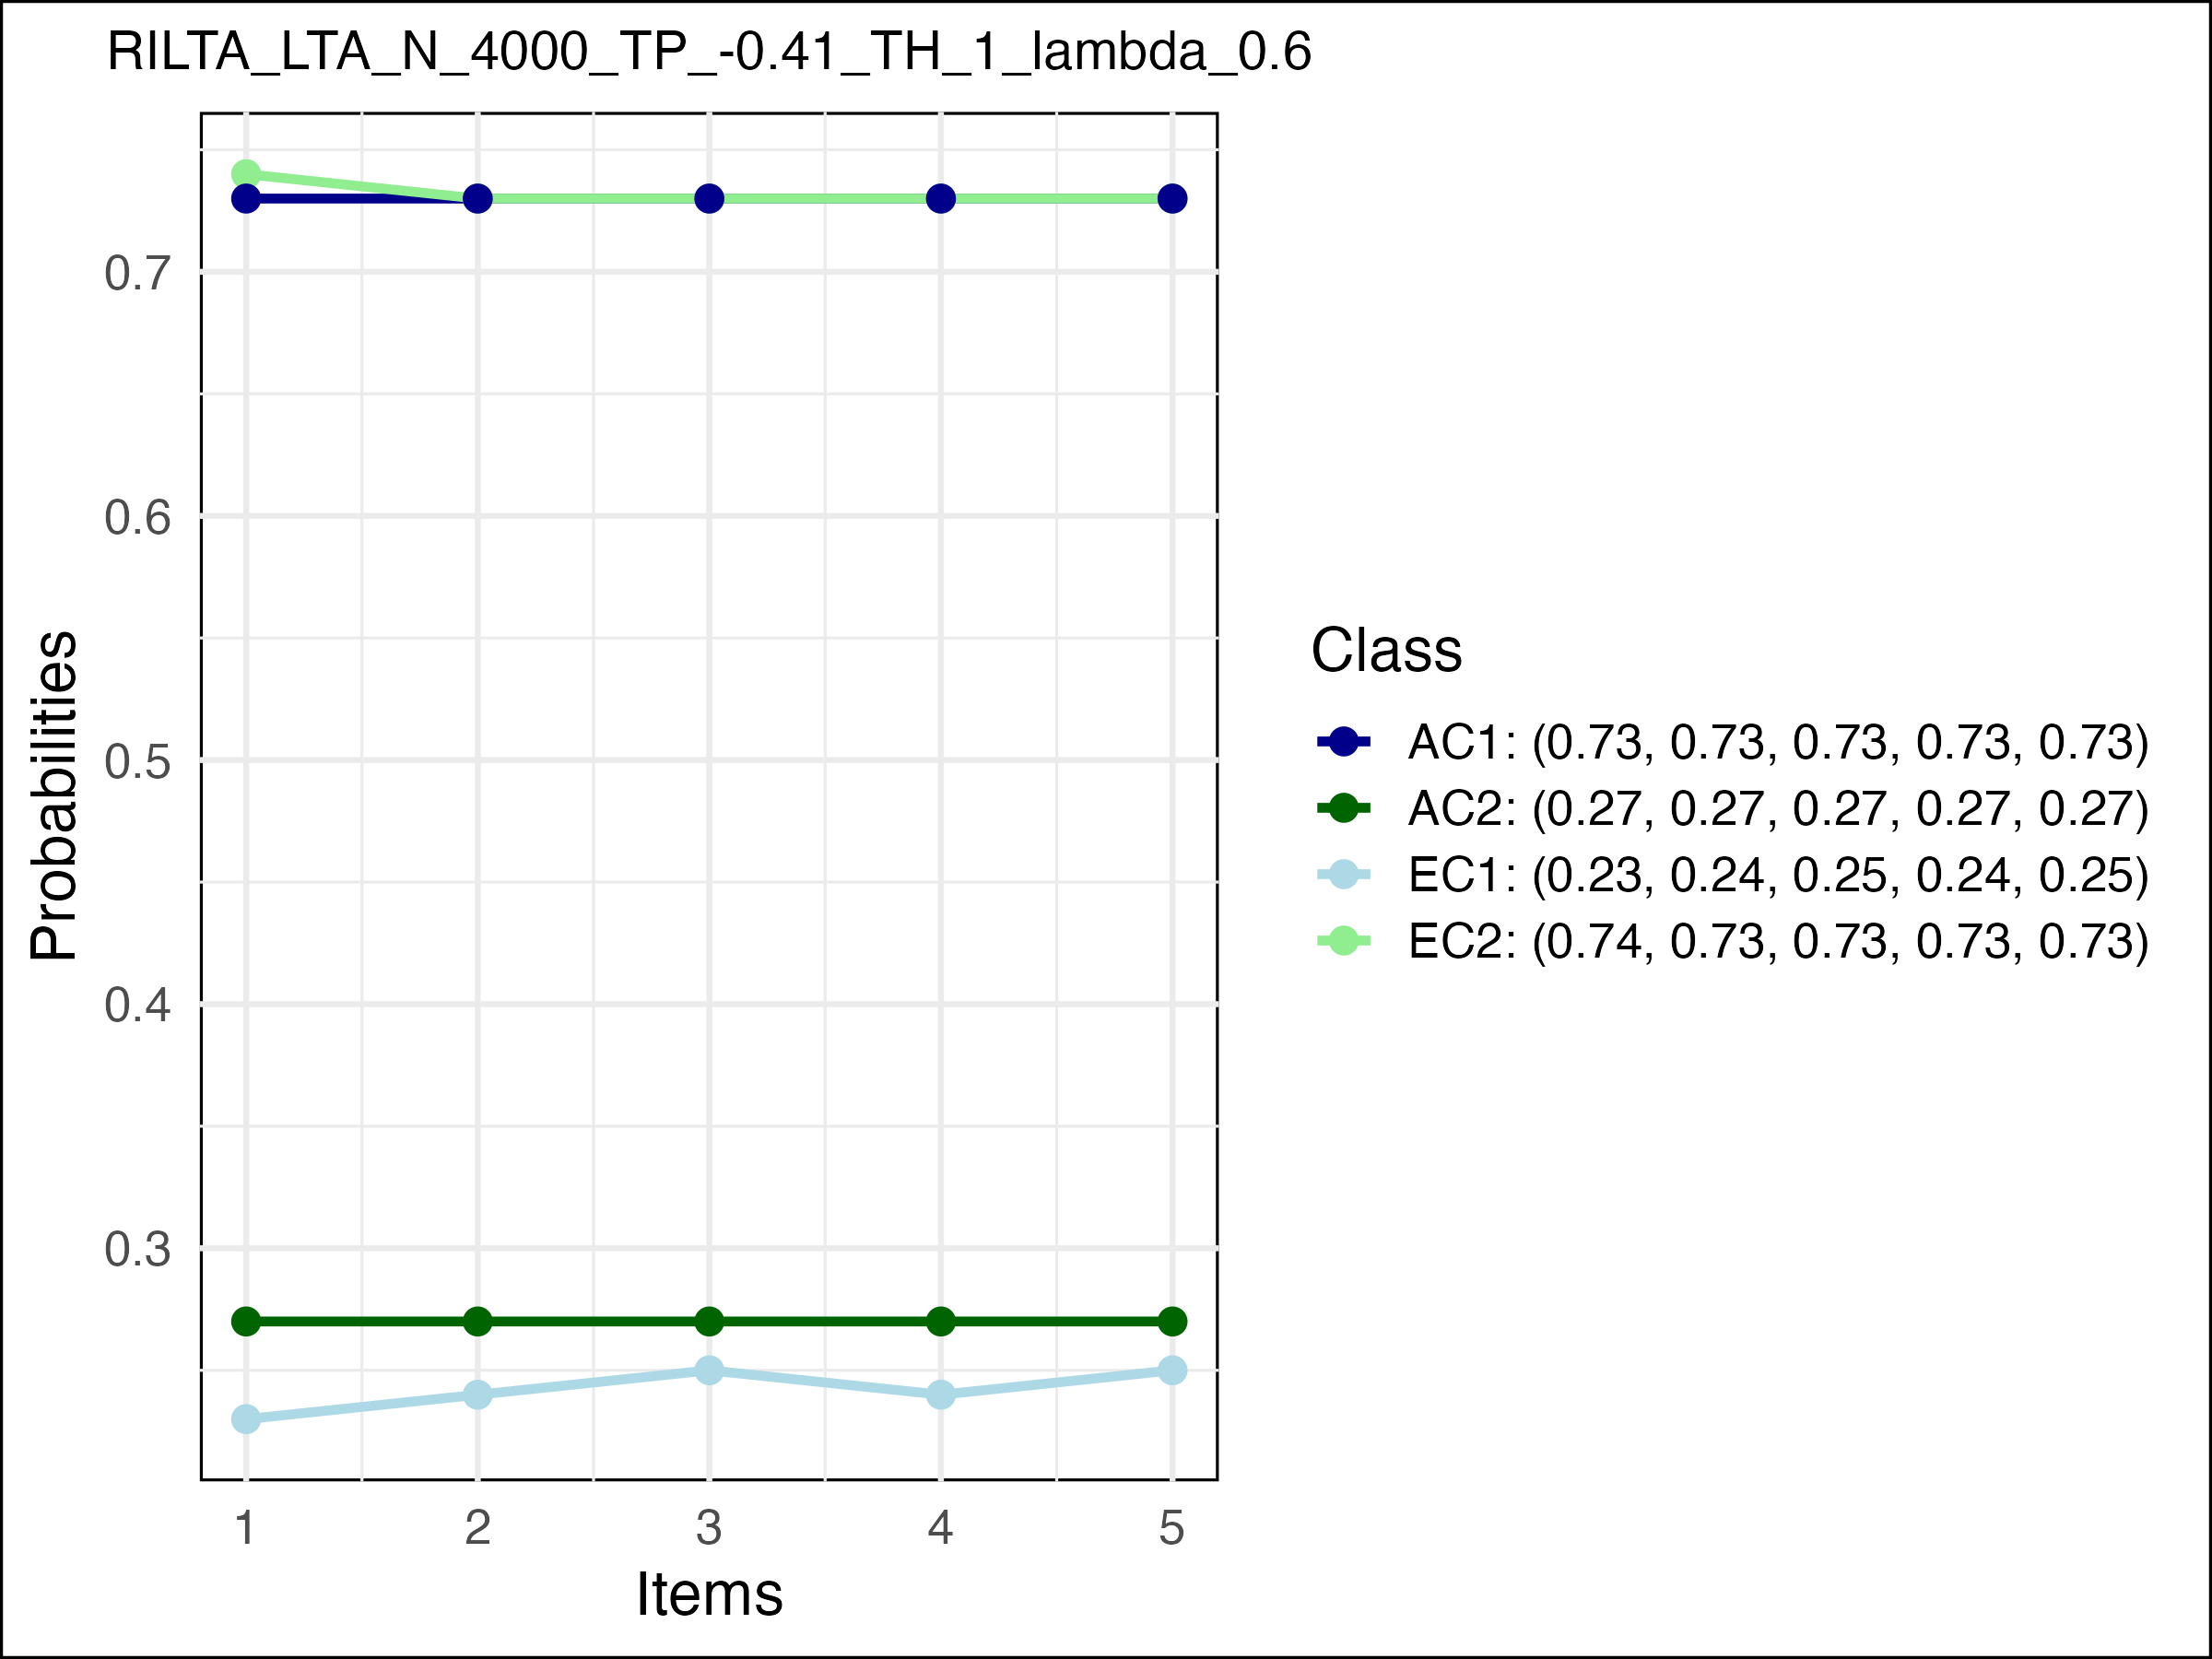 RILTA_LTA_N_4000_TP_-0.41_TH_1_lambda_0.6
Probabilities
0.7
0.6
0.5
0.4
0.3
1 2 3 4 5
Items
Class
AC1: (0.73, 0.73, 0.73, 0.73, 0.73)
AC2: (0.27, 0.27, 0.27, 0.27, 0.27)
EC1: (0.23, 0.24, 0.25, 0.24, 0.25)
EC2: (0.74, 0.73, 0.73, 0.73, 0.73)